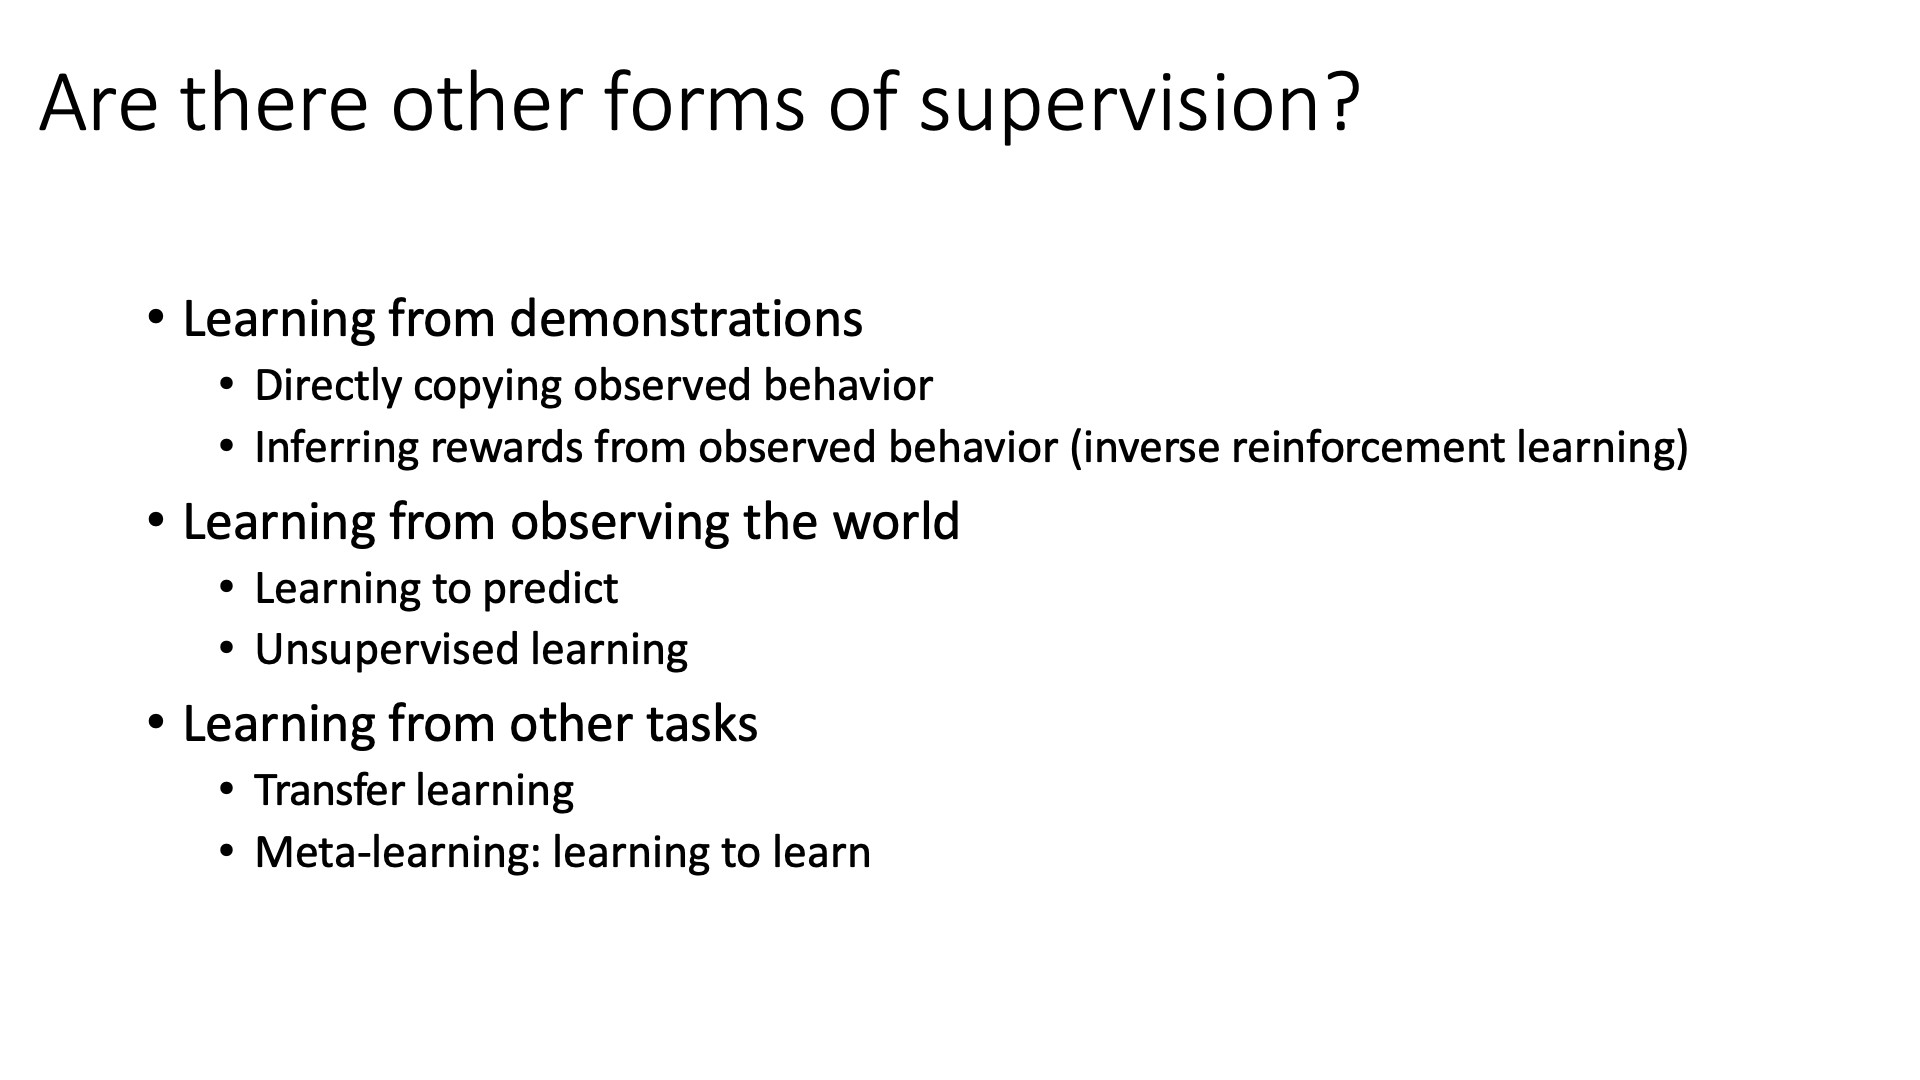 Are there other forms of supervision?
• Learning from demonstrations
• Directly copying observed behavior
• Inferring rewards from observed behavior (inverse reinforcement learning)
• Learning from observing the world
• Learning to predict
• Unsupervised learning
• Learning from other tasks
• Transfer learning
• Meta-learning: learning to learn